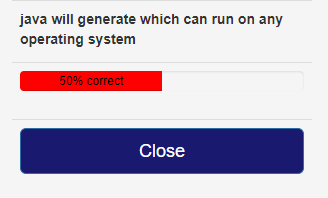 java will generate which can run on any
operating system
50% correct
Close